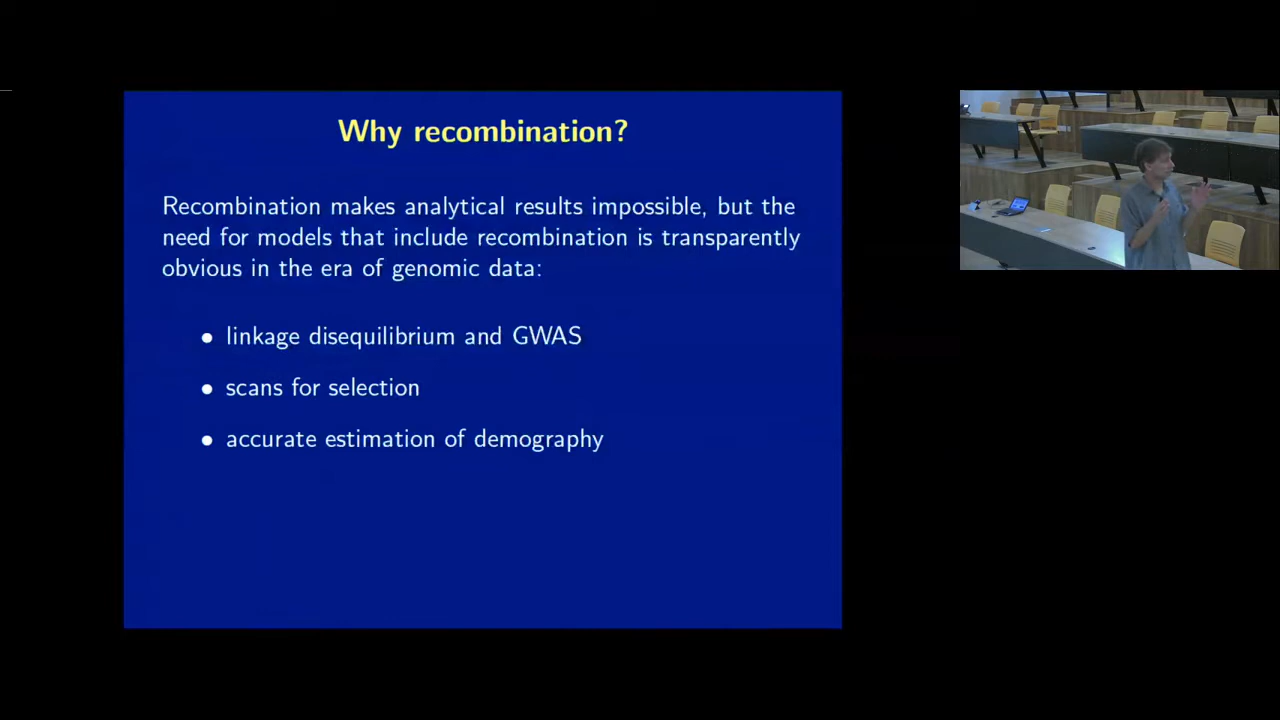 Why recombination?
Recombination makes analytical results impossible, but the
need for models that include recombination is transparently
obvious in the era of genomic data:
• linkage disequilibrium and GWAS
• scans for selection
• accurate estimation of demography